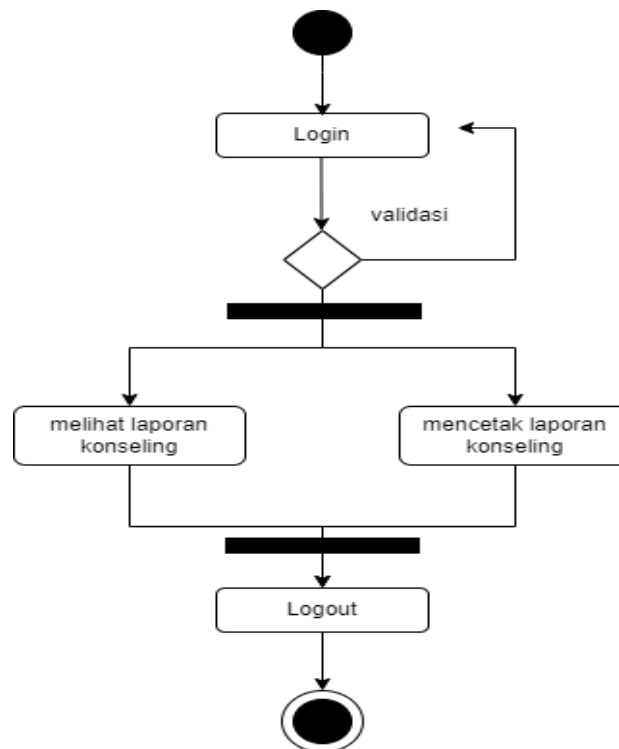 Login
validasi
melihat laporan
konseling
mencetak laporan
konseling
Logout